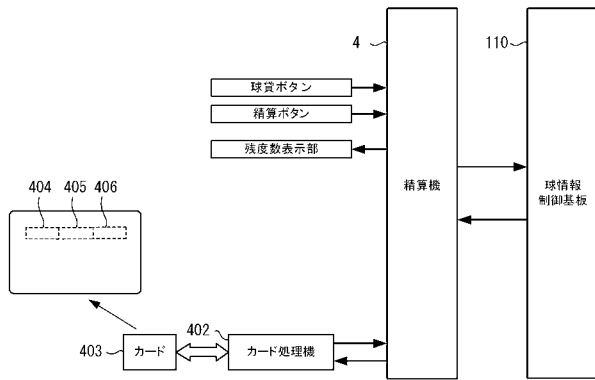 4
110
球貸ボタン
精算ボタン
残度数表示部
精算機
球情報
制御基板
404 405 406
402
403
カード
カード処理機